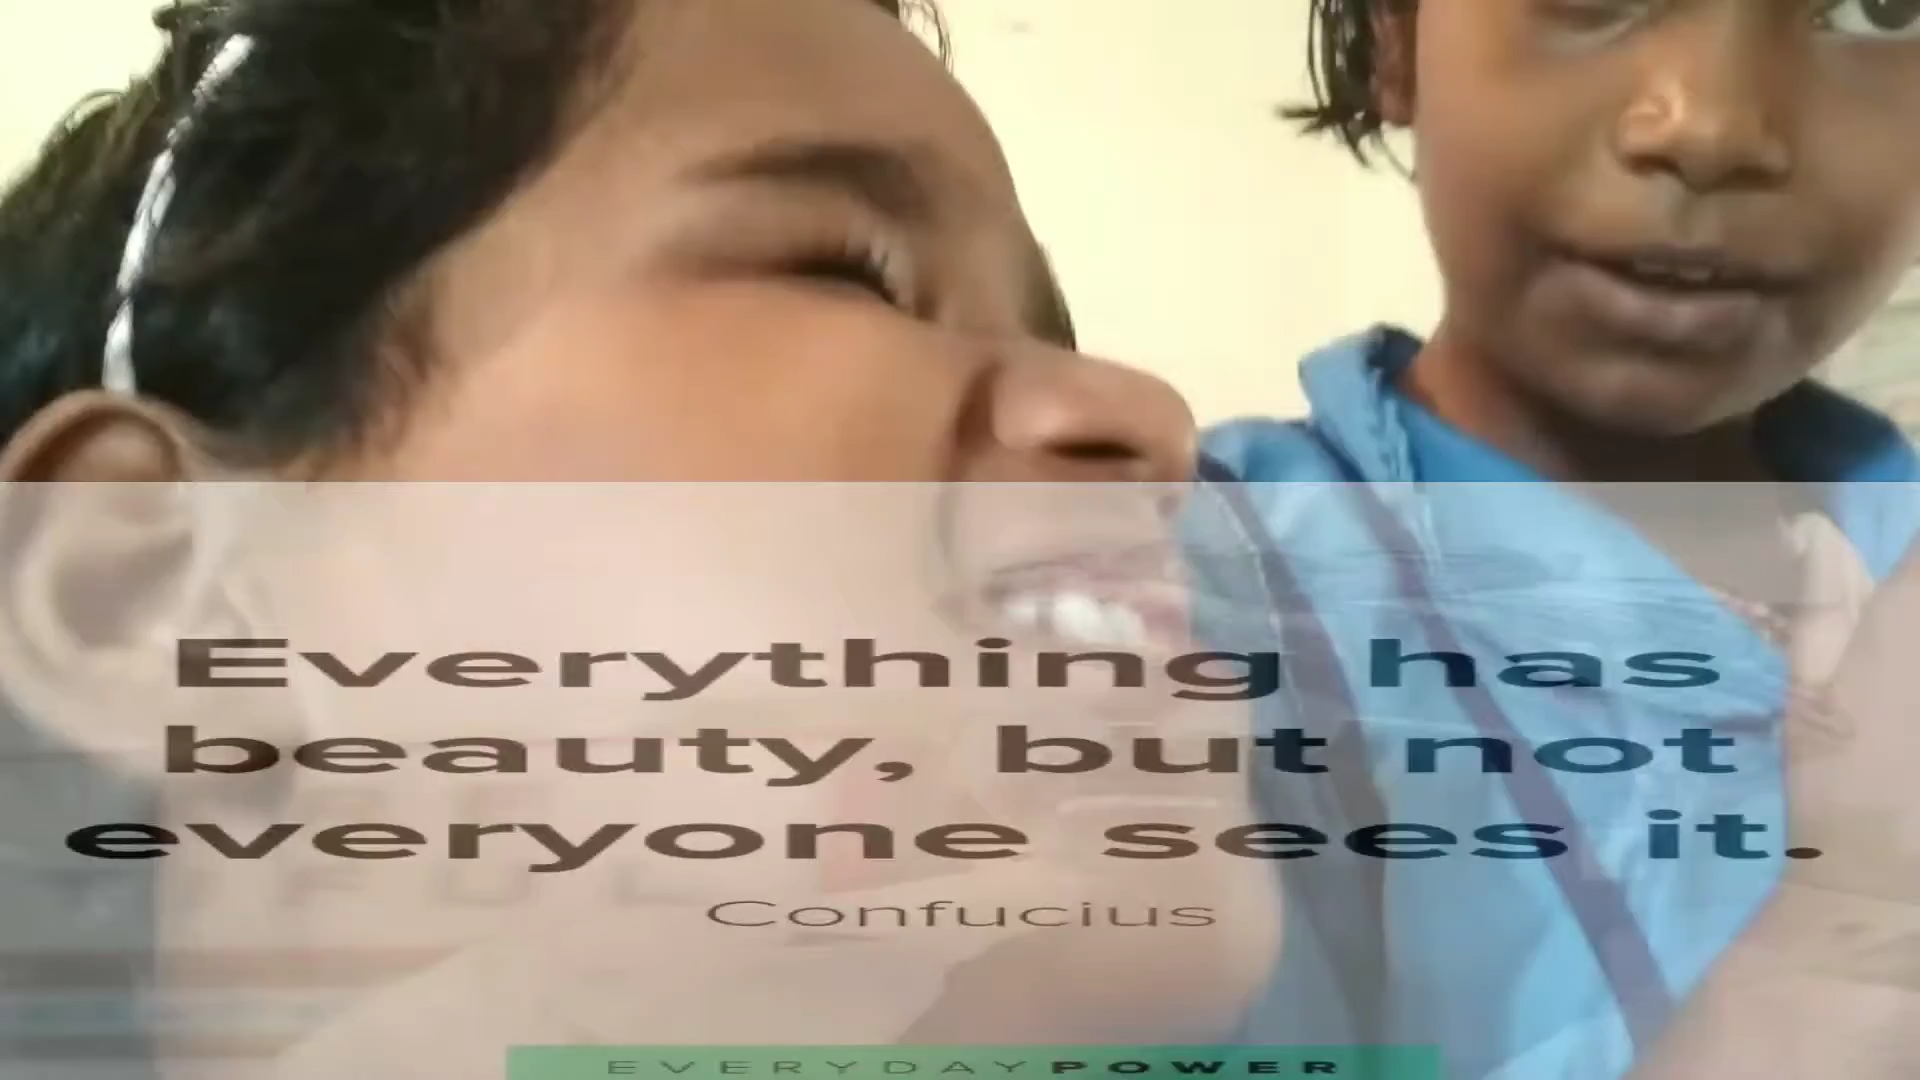 Everything has
beauty, but not
everyone sees it.
Confucius
EVERYDAYPOWER